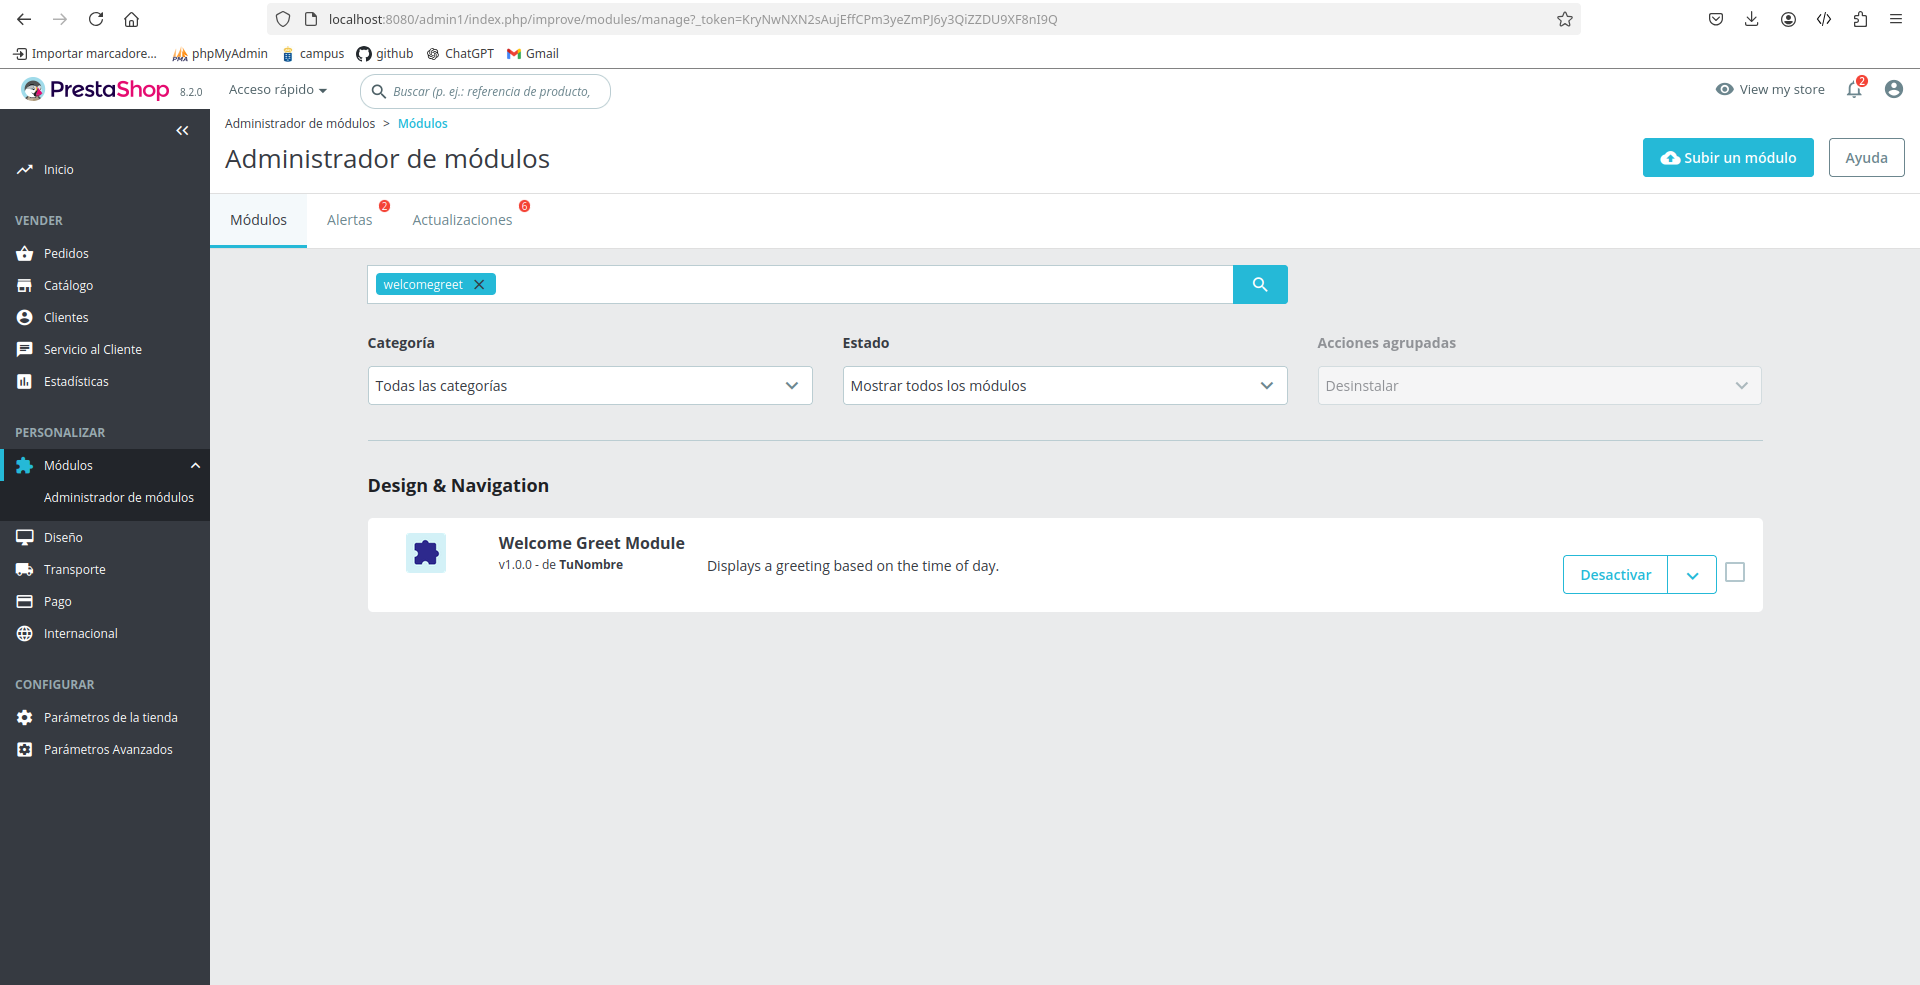 localhost:8080/admin1/index.php/improve/modules/manage?_token=KryNwNXN2sAujEffCPm3yeZmPJ6y3QiZZDU9XF8nI9Q
Importar marcadore... phpMyAdmin campus github ChatGPT Gmail
PrestaShop 8.2.0 Acceso rápido Buscar (p. ej.: referencia de producto, View my store 2
Administrador de módulos > Módulos
Administrador de módulos
Subir un módulo Ayuda
Módulos Alertas 2 Actualizaciones 6
Inicio
VENDER
Pedidos
Catálogo
Clientes
Servicio al Cliente
Estadísticas
PERSONALIZAR
Módulos
Administrador de módulos
Diseño
Transporte
Pago
Internacional
CONFIGURAR
Parámetros de la tienda
Parámetros Avanzados
welcomegreet
Categoría Estado Acciones agrupadas
Todas las categorías Mostrar todos los módulos Desinstalar
Design & Navigation
Welcome Greet Module
v1.0.0 - de TuNombre
Displays a greeting based on the time of day.
Desactivar